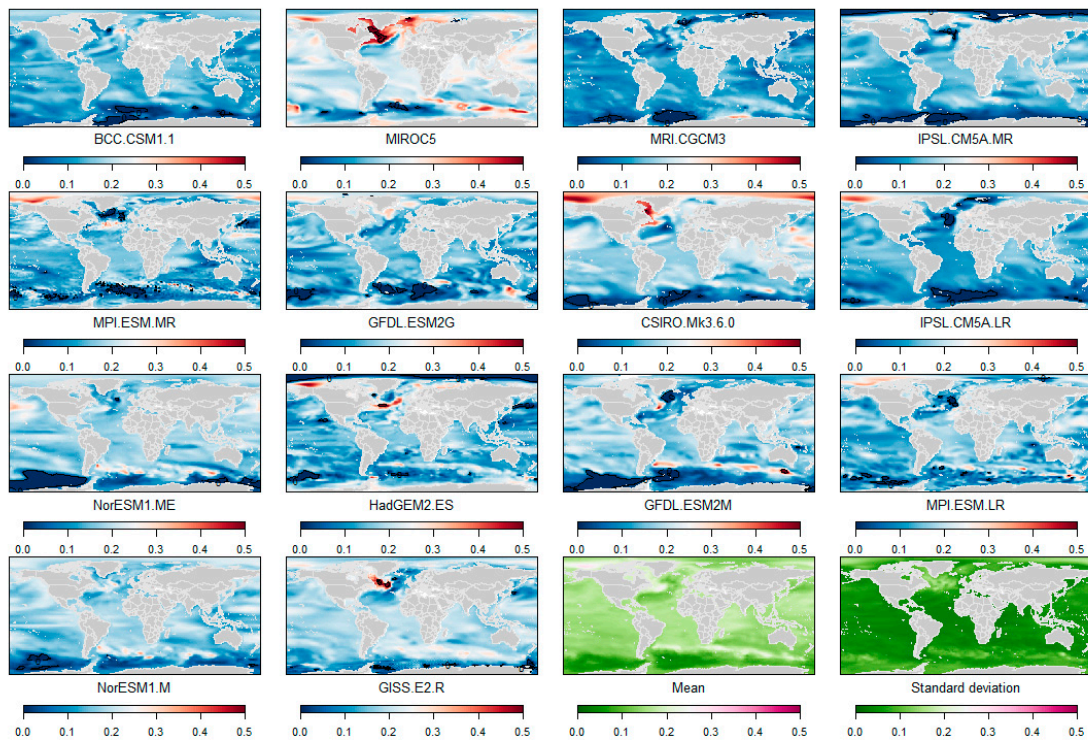 BCC.CSM1.1 MIROC5 MRI.CGCM3 IPSL.CM5A.MR
0.0 0.1 0.2 0.3 0.4 0.5 0.0 0.1 0.2 0.3 0.4 0.5 0.0 0.1 0.2 0.3 0.4 0.5 0.0 0.1 0.2 0.3 0.4 0.5
MPI.ESM.MR GFDL.ESM2G CSIRO.Mk3.6.0 IPSL.CM5A.LR
0.0 0.1 0.2 0.3 0.4 0.5 0.0 0.1 0.2 0.3 0.4 0.5 0.0 0.1 0.2 0.3 0.4 0.5 0.0 0.1 0.2 0.3 0.4 0.5
NorESM1.ME HadGEM2.ES GFDL.ESM2M MPI.ESM.LR
0.0 0.1 0.2 0.3 0.4 0.5 0.0 0.1 0.2 0.3 0.4 0.5 0.0 0.1 0.2 0.3 0.4 0.5 0.0 0.1 0.2 0.3 0.4 0.5
NorESM1.M GISS.E2.R Mean Standard deviation
0.0 0.1 0.2 0.3 0.4 0.5 0.0 0.1 0.2 0.3 0.4 0.5 0.0 0.1 0.2 0.3 0.4 0.5 0.0 0.1 0.2 0.3 0.4 0.5